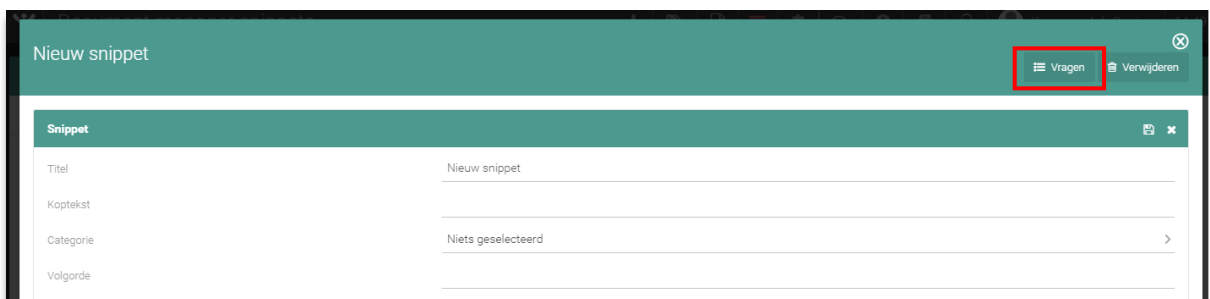 Nieuw snippet
Vragen
Verwijderen
Snippet
Titel
Nieuw snippet
Koptekst
Categorie
Niets geselecteerd
Volgorde